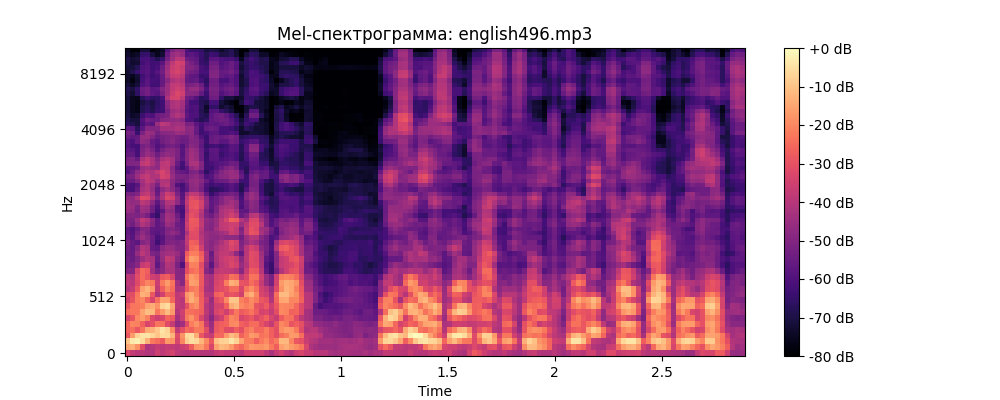 Mel-спектрограмма: english496.mp3
Hz
8192
4096
2048
1024
512
0
0
0.5
1
1.5
2
2.5
Time
+0 dB
-10 dB
-20 dB
-30 dB
-40 dB
-50 dB
-60 dB
-70 dB
-80 dB